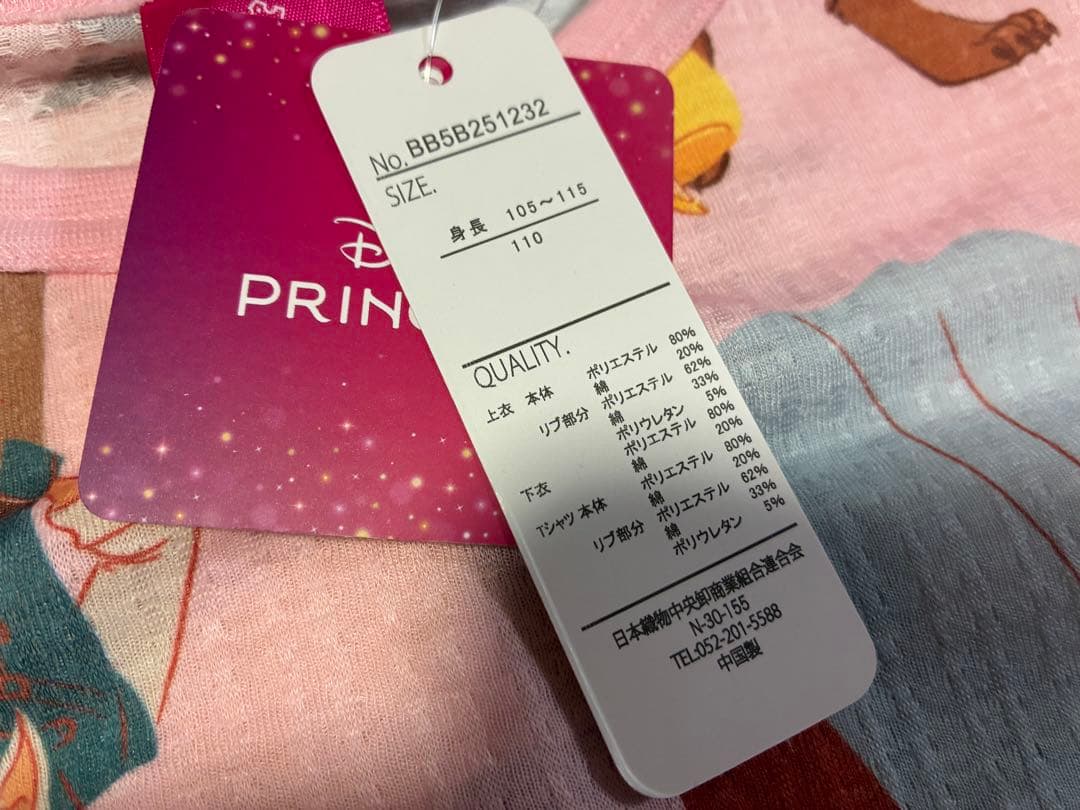 No. BB5B251232
SIZE.
身長 105～115
110
QUALITY.
上衣 本体 ポリエステル 80%
綿 20%
リブ部分 ポリエステル 62%
綿 33%
ポリウレタン 5%
下衣 ポリエステル 80%
綿 20%
Tシャツ 本体 ポリエステル 80%
綿 20%
リブ部分 ポリエステル 62%
綿 33%
ポリウレタン 5%
日本織物中央卸商業組合連合会
N-30-155
TEL:052-201-5588
中国製